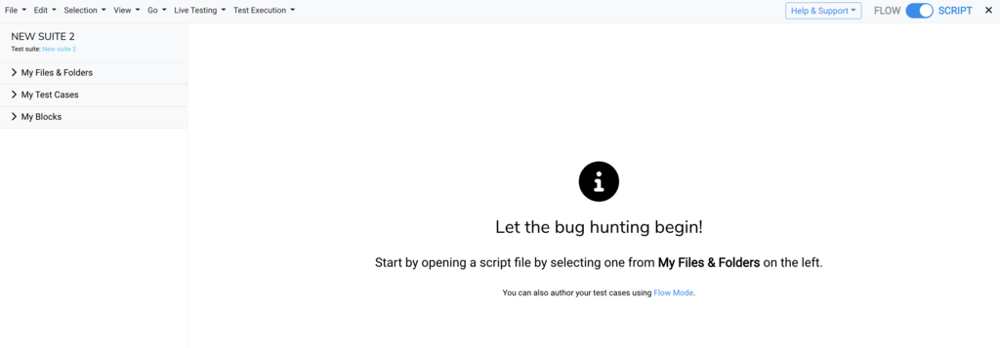 File Edit Selection View Go Live Testing Test Execution Help & Support FLOW SCRIPT ×
NEW SUITE 2
Test suite: New suite 2
My Files & Folders
My Test Cases
My Blocks
Let the bug hunting begin!
Start by opening a script file by selecting one from My Files & Folders on the left.
You can also author your test cases using Flow Mode.